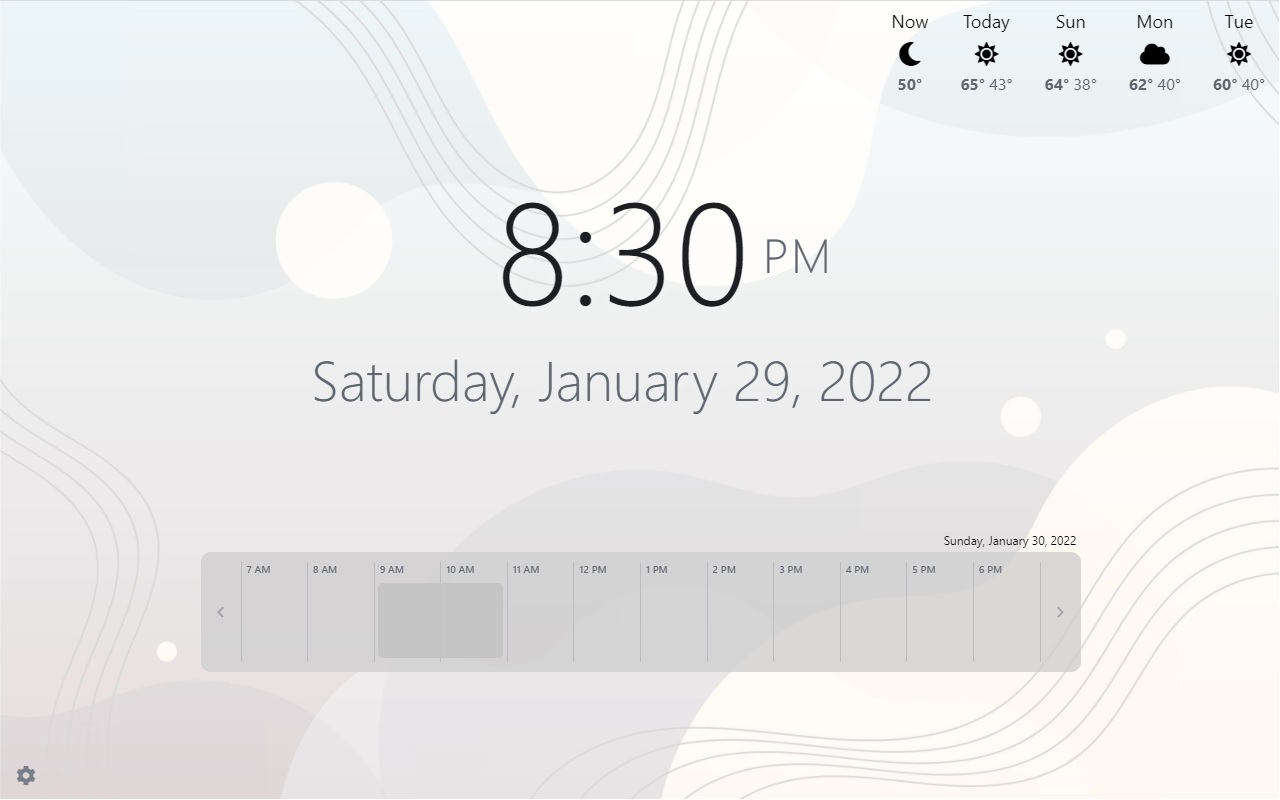 Now Today Sun Mon Tue
50° 65° 43° 64° 38° 62° 40° 60° 40°
8:30 PM
Saturday, January 29, 2022
Sunday, January 30, 2022
7 AM 8 AM 9 AM 10 AM 11 AM 12 PM 1 PM 2 PM 3 PM 4 PM 5 PM 6 PM